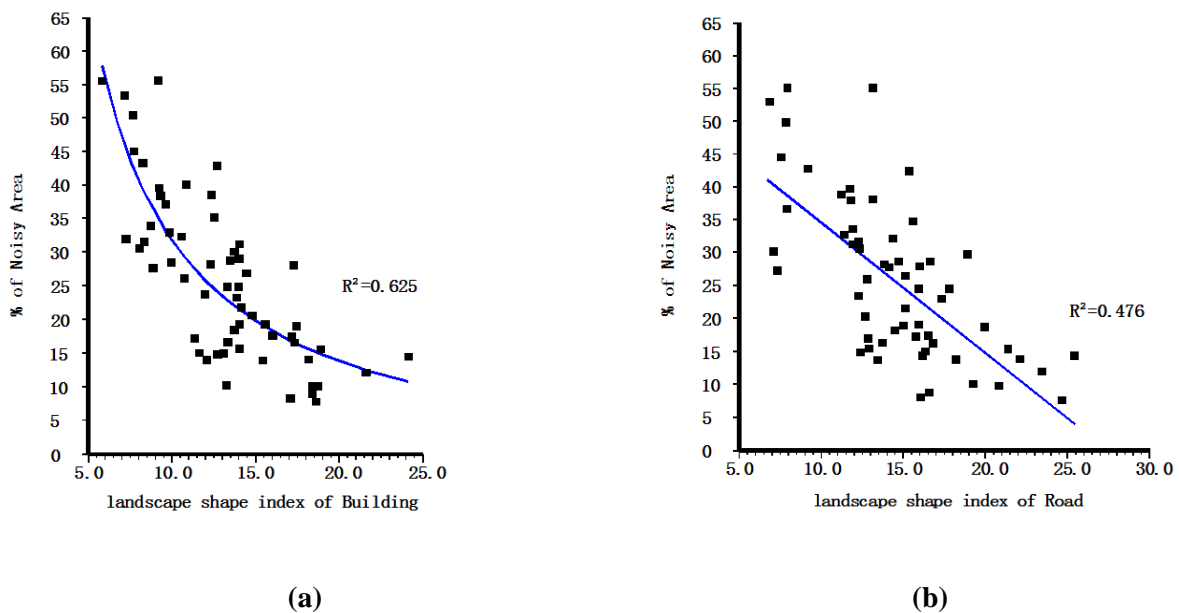 65
60
55
50
45
40
35
30
25
20
15
10
5
0
% of Noisy Area
R²=0.625
5.0 10.0 15.0 20.0 25.0
landscape shape index of Building
(a)
65
60
55
50
45
40
35
30
25
20
15
10
5
0
% of Noisy Area
R²=0.476
5.0 10.0 15.0 20.0 25.0 30.0
landscape shape index of Road
(b)